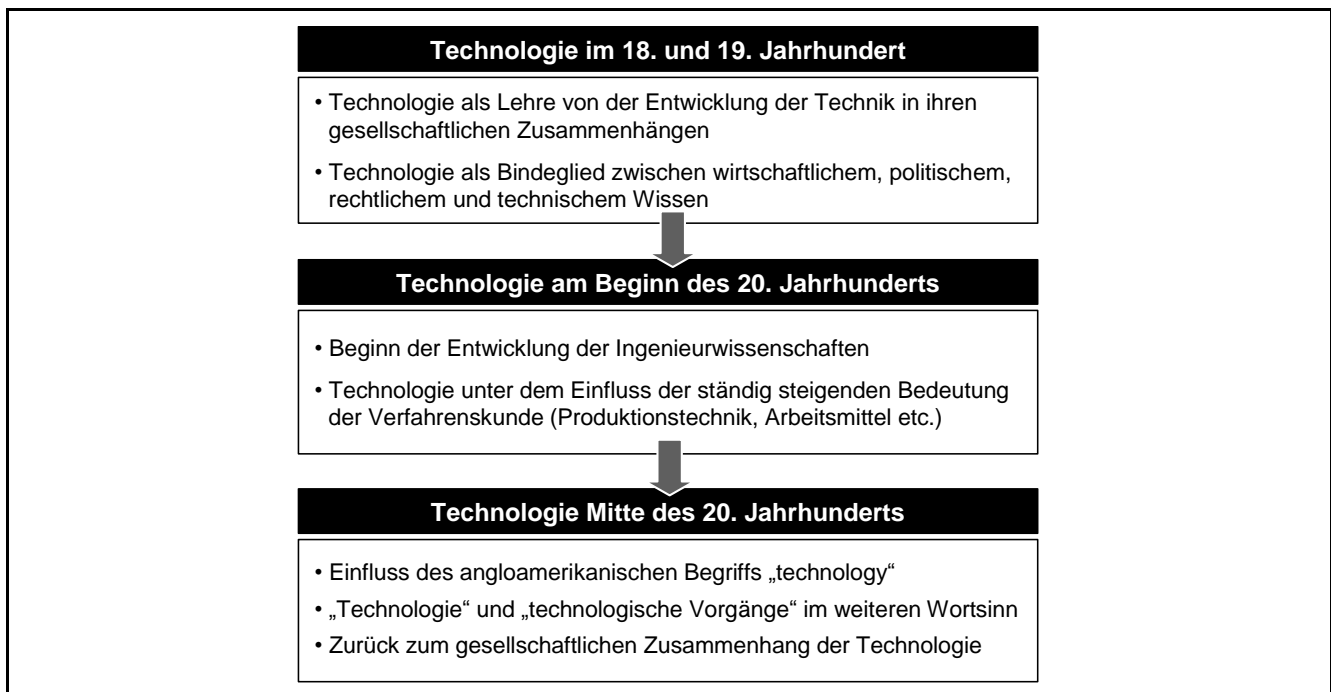 Technologie im 18. und 19. Jahrhundert
• Technologie als Lehre von der Entwicklung der Technik in ihren
gesellschaftlichen Zusammenhängen
• Technologie als Bindeglied zwischen wirtschaftlichem, politischem,
rechtlichem und technischem Wissen
Technologie am Beginn des 20. Jahrhunderts
• Beginn der Entwicklung der Ingenieurwissenschaften
• Technologie unter dem Einfluss der ständig steigenden Bedeutung
der Verfahrenskunde (Produktionstechnik, Arbeitsmittel etc.)
Technologie Mitte des 20. Jahrhunderts
• Einfluss des angloamerikanischen Begriffs „technology“
• „Technologie“ und „technologische Vorgänge“ im weiteren Wortsinn
• Zurück zum gesellschaftlichen Zusammenhang der Technologie